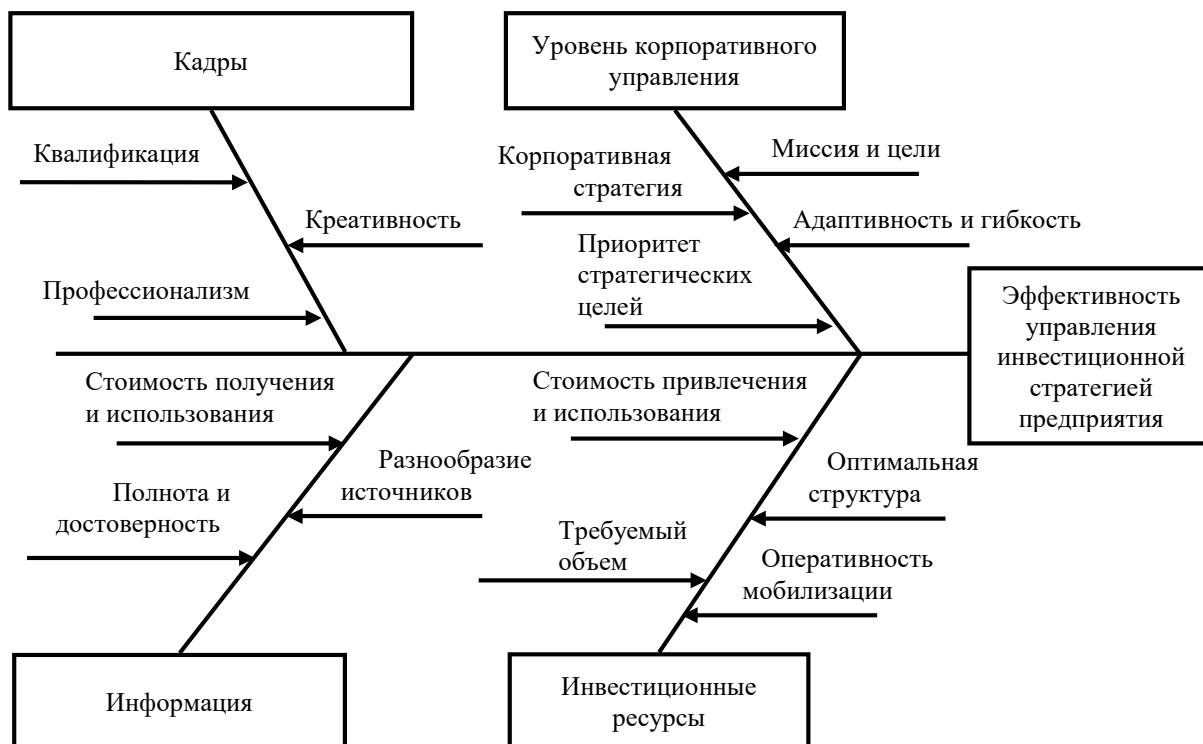 Кадры
Уровень корпоративного
управления
Квалификация
Креативность
Профессионализм
Корпоративная
стратегия
Миссия и цели
Адаптивность и гибкость
Приоритет
стратегических
целей
Эффективность
управления
инвестиционной
стратегией
предприятия
Стоимость получения
и использования
Разнообразие
источников
Полнота и
достоверность
Стоимость привлечения
и использования
Оптимальная
структура
Требуемый
объем
Оперативность
мобилизации
Информация
Инвестиционные
ресурсы